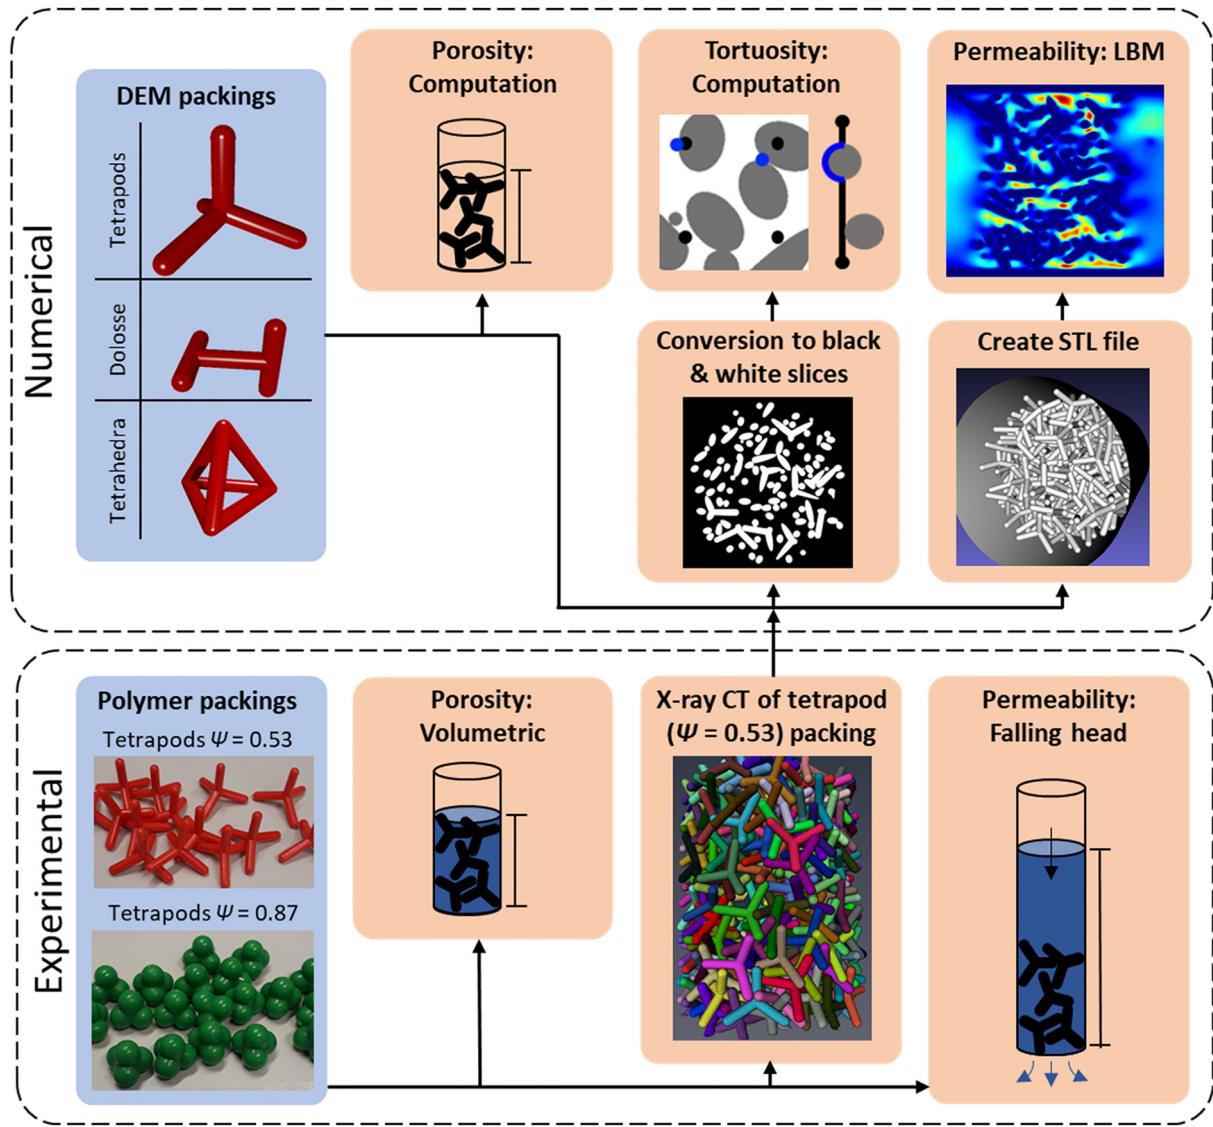 Numerical
DEM packings
Tetrapods
Dolosse
Tetrahedra
Porosity:
Computation
Tortuosity:
Computation
Permeability: LBM
Conversion to black
& white slices
Create STL file
Experimental
Polymer packings
Tetrapods Ψ = 0.53
Tetrapods Ψ = 0.87
Porosity:
Volumetric
X-ray CT of tetrapod
(Ψ = 0.53) packing
Permeability:
Falling head